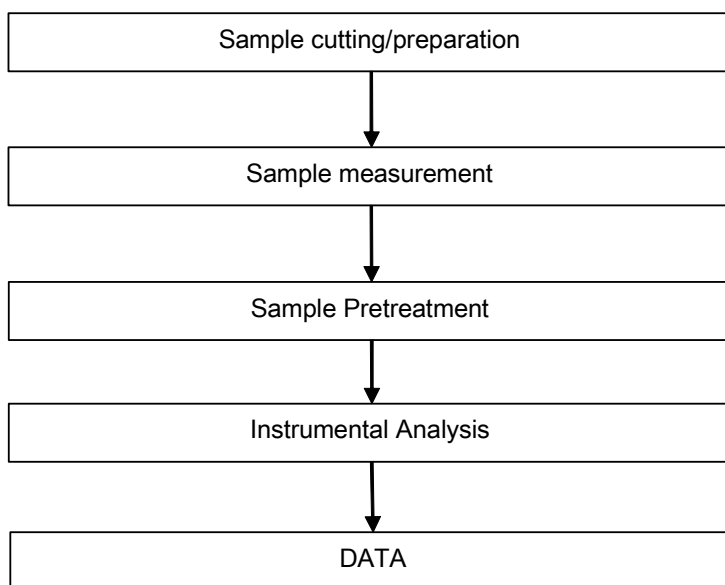 Sample cutting/preparation
Sample measurement
Sample Pretreatment
Instrumental Analysis
DATA